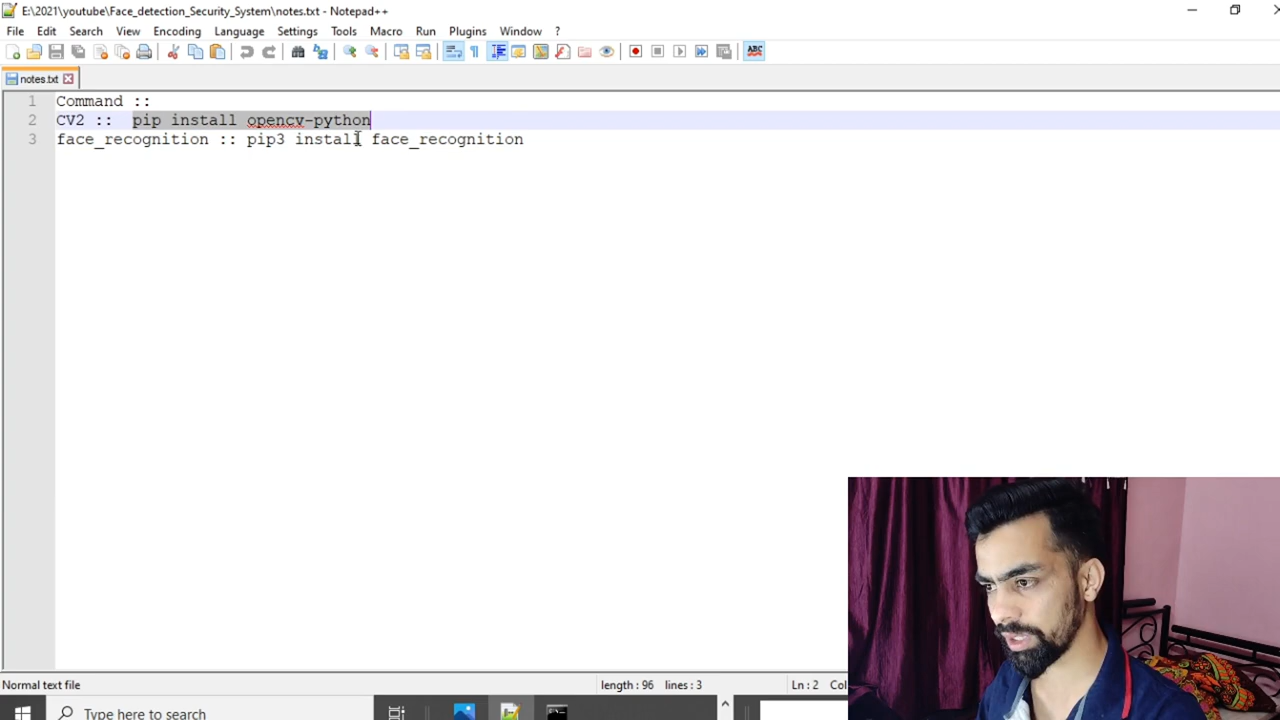 E:\2021\youtube\Face_detection_Security_System\notes.txt - Notepad++
File Edit Search View Encoding Language Settings Tools Macro Run Plugins Window ?
ABC
notes.txt
1 Command ::
2 CV2 :: pip install opencv-python
3 face_recognition :: pip3 install face_recognition
Normal text file length : 96 lines : 3 Ln : 2 Col
Type here to search